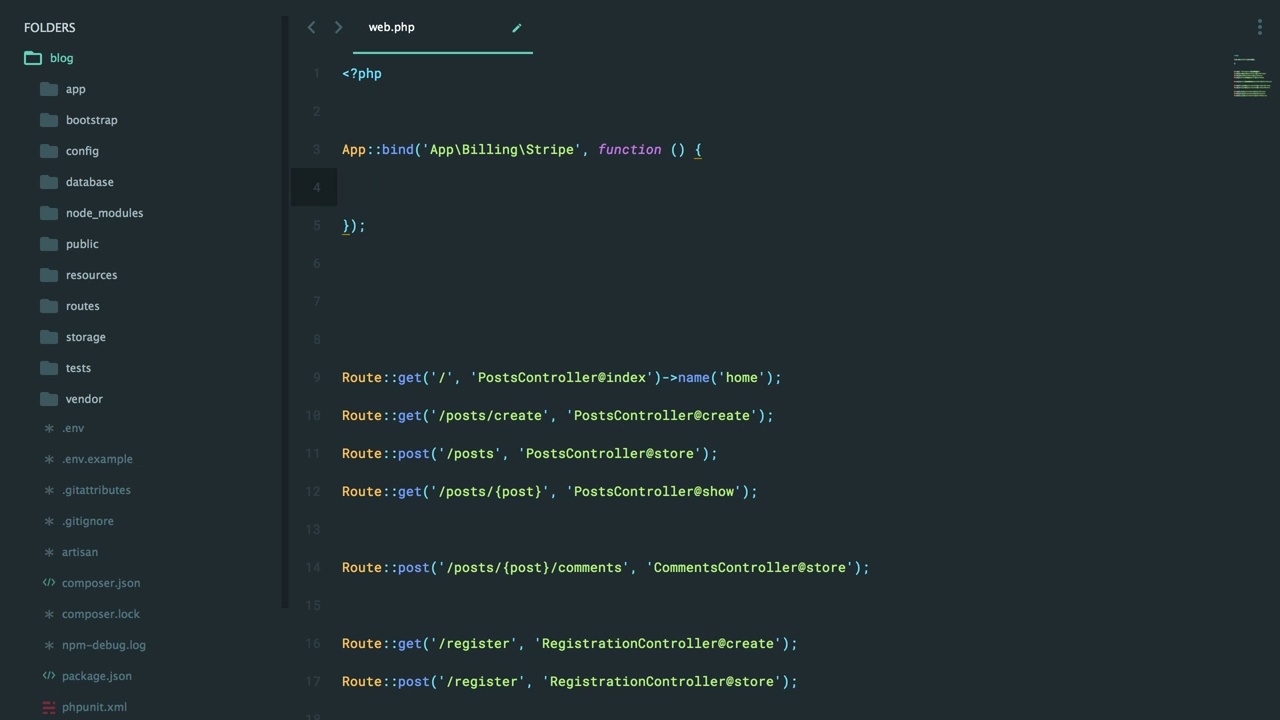 FOLDERS
blog
app
bootstrap
config
database
node_modules
public
resources
routes
storage
tests
vendor
.env
.env.example
.gitattributes
.gitignore
artisan
composer.json
composer.lock
npm-debug.log
package.json
phpunit.xml
web.php
1 <?php
2
3 App::bind('App\Billing\Stripe', function () {
4
5 });
6
7
8
9 Route::get('/', 'PostsController@index')->name('home');
10 Route::get('/posts/create', 'PostsController@create');
11 Route::post('/posts', 'PostsController@store');
12 Route::get('/posts/{post}', 'PostsController@show');
13
14 Route::post('/posts/{post}/comments', 'CommentsController@store');
15
16 Route::get('/register', 'RegistrationController@create');
17 Route::post('/register', 'RegistrationController@store');
18